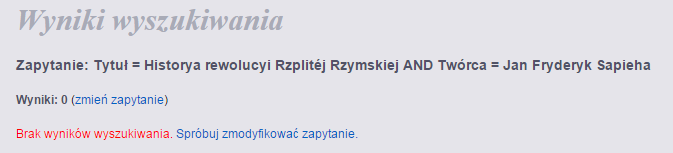 Wyniki wyszukiwania
Zapytanie: Tytuł = Historya rewolucyi Rzplitéj Rzymskiej AND Twórca = Jan Fryderyk Sapieha
Wyniki: 0 (zmień zapytanie)
Brak wyników wyszukiwania. Spróbuj zmodyfikować zapytanie.